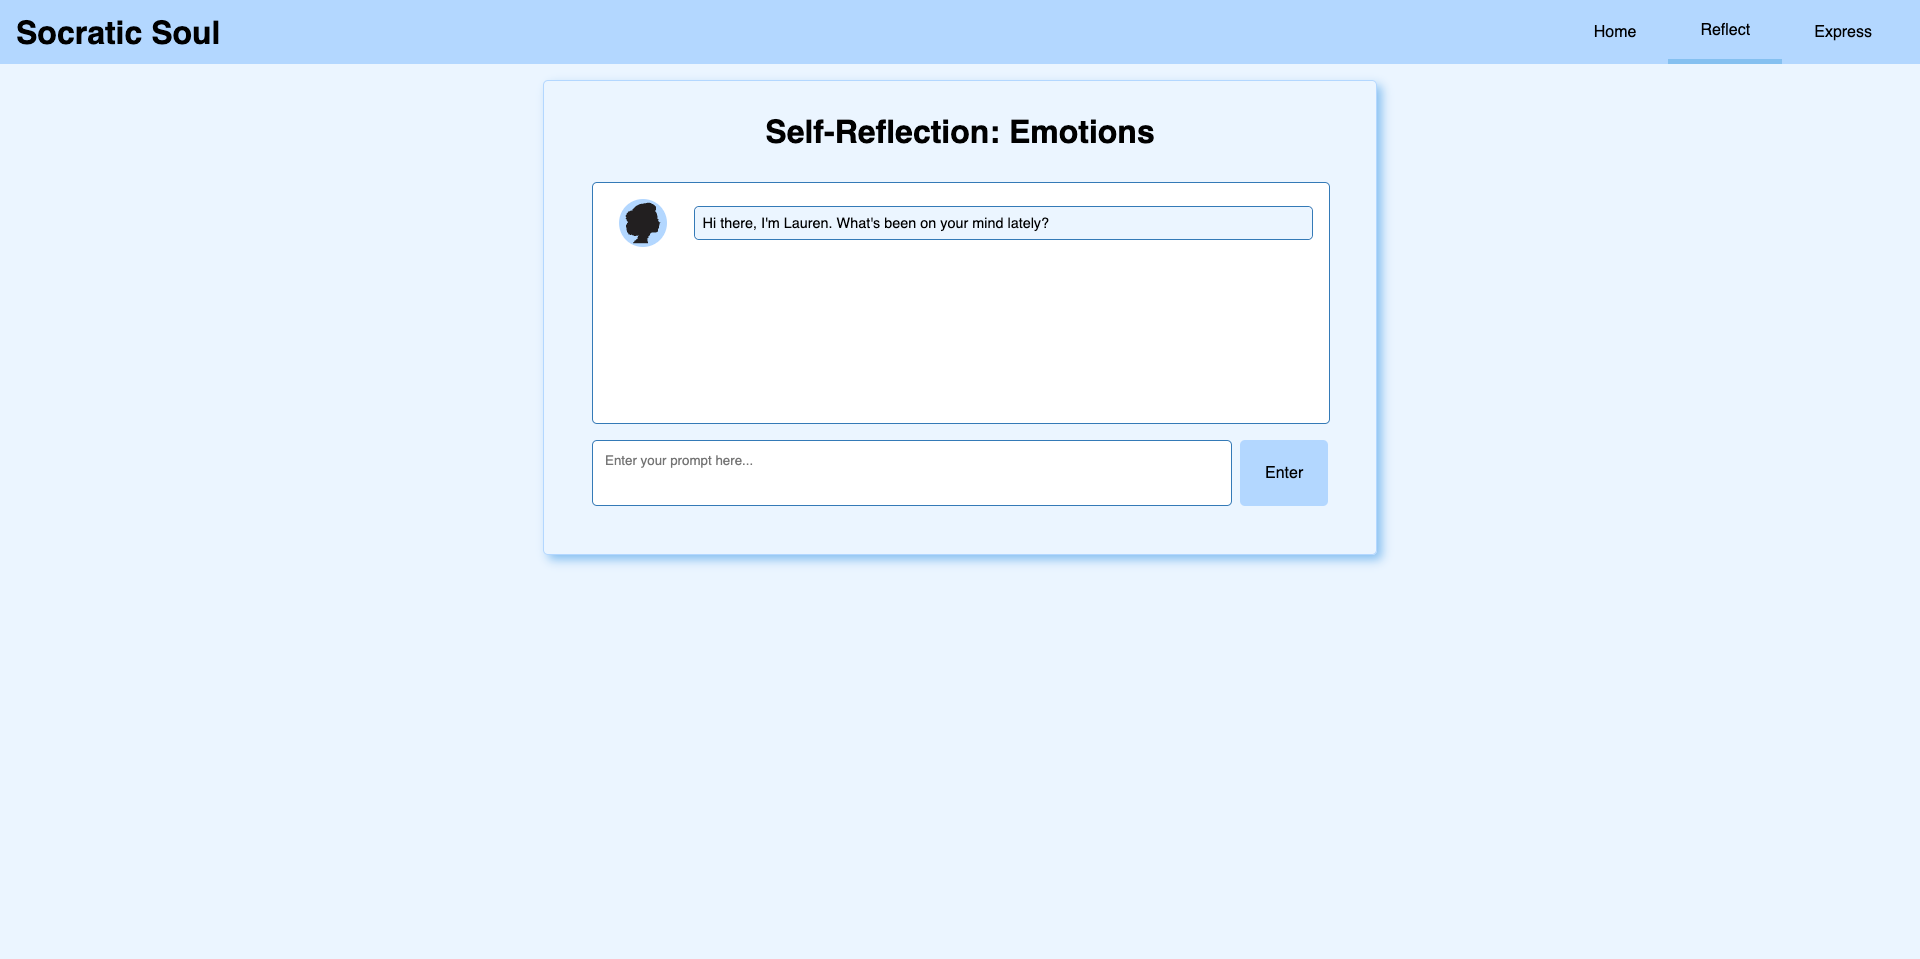 Socratic Soul
Home
Reflect
Express
Self-Reflection: Emotions
Hi there, I'm Lauren. What's been on your mind lately?
Enter your prompt here...
Enter